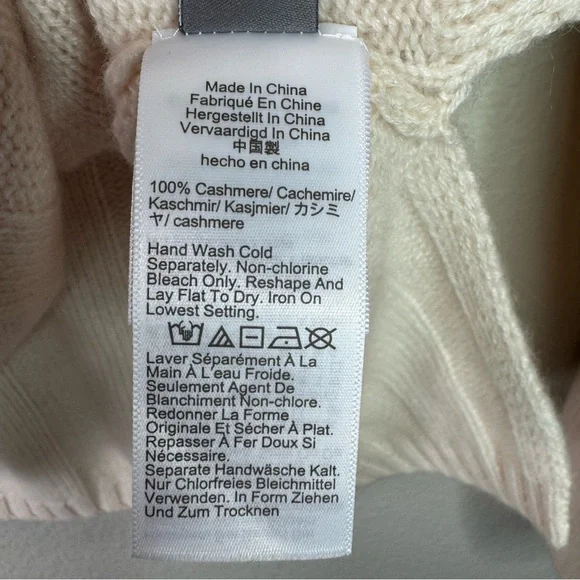 Made In China
Fabriqué En Chine
Hergestellt In China
Vervaardigd In China
中国製
hecho en china
100% Cashmere/ Cachemire/
Kaschmir/ Kasjmier/ カシミ
ヤ/ cashmere
Hand Wash Cold
Separately. Non-chlorine
Bleach Only. Reshape And
Lay Flat To Dry. Iron On
Lowest Setting.
Laver Séparément À La
Main À L'eau Froide.
Seulement Agent De
Blanchiment Non-chlore.
Redonner La Forme
Originale Et Sécher À Plat.
Repasser À Fer Doux Si
Nécessaire.
Separate Handwäsche Kalt.
Nur Chlorfreies Bleichmittel
Verwenden. In Form Ziehen
Und Zum Trocknen